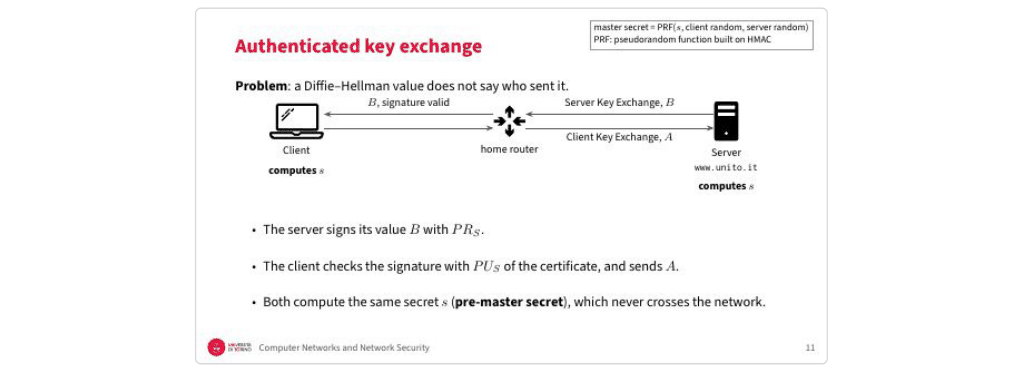 Authenticated key exchange
master secret = PRF(s, client random, server random)
PRF: pseudorandom function built on HMAC
Problem: a Diffie–Hellman value does not say who sent it.
B, signature valid
Server Key Exchange, B
Client Key Exchange, A
Client
home router
Server
www.unito.it
computes s
computes s
• The server signs its value B with PR_S.
• The client checks the signature with PU_S of the certificate, and sends A.
• Both compute the same secret s (pre-master secret), which never crosses the network.
UNIVERSITÀ
DI TORINO
Computer Networks and Network Security
11